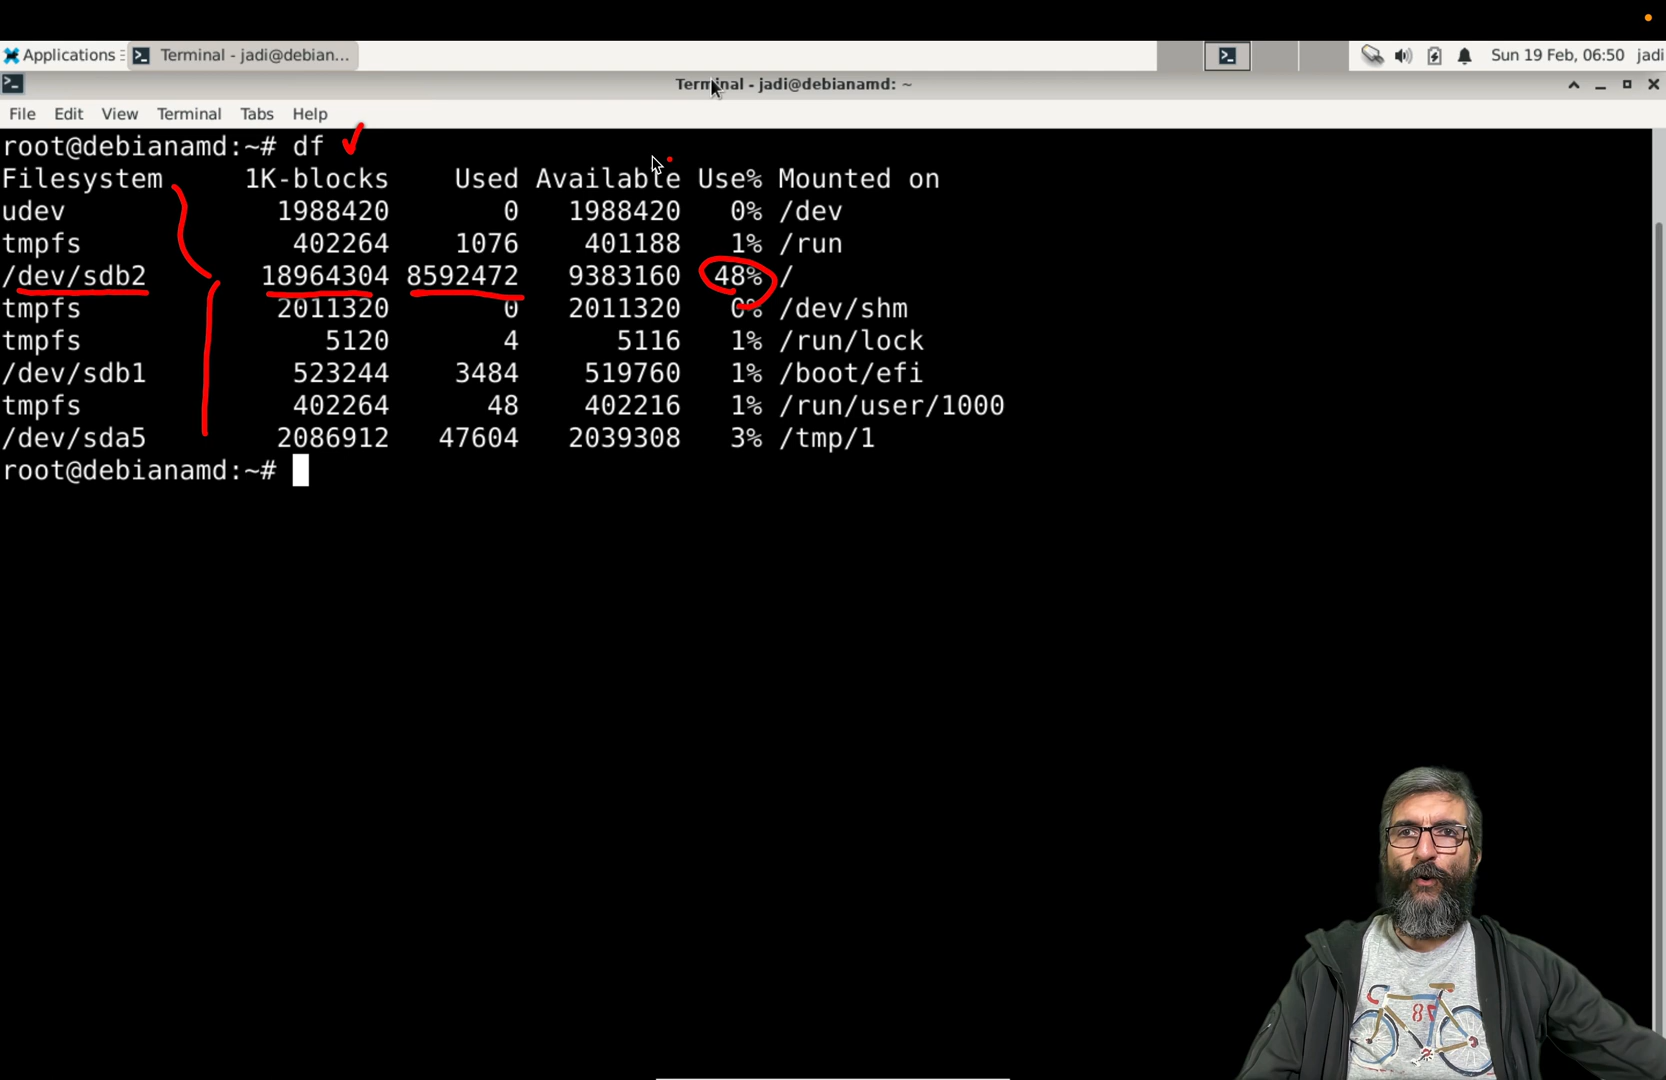 Applications
Terminal - jadi@debian...
Sun 19 Feb, 06:50
jadi
Terminal - jadi@debianamd: ~
File Edit View Terminal Tabs Help
root@debianamd:~# df
Filesystem 1K-blocks Used Available Use% Mounted on
udev 1988420 0 1988420 0% /dev
tmpfs 402264 1076 401188 1% /run
/dev/sdb2 18964304 8592472 9383160 48% /
tmpfs 2011320 0 2011320 0% /dev/shm
tmpfs 5120 4 5116 1% /run/lock
/dev/sdb1 523244 3484 519760 1% /boot/efi
tmpfs 402264 48 402216 1% /run/user/1000
/dev/sda5 2086912 47604 2039308 3% /tmp/1
root@debianamd:~#